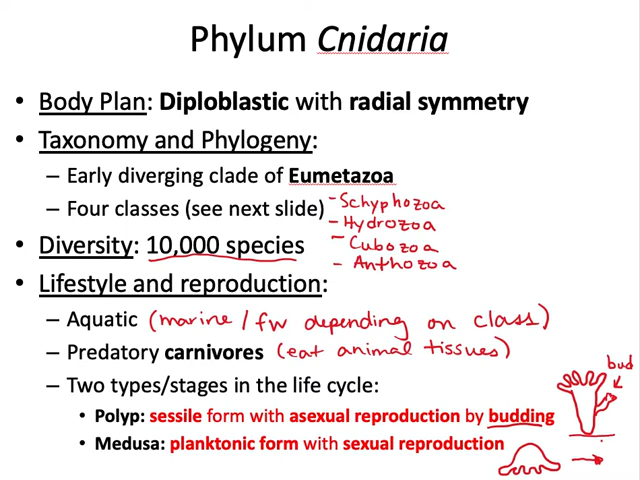 Phylum Cnidaria
• Body Plan: Diploblastic with radial symmetry
• Taxonomy and Phylogeny:
– Early diverging clade of Eumetazoa
– Four classes (see next slide)
- Schyphozoa
- Hydrozoa
- Cubozoa
- Anthozoa
• Diversity: 10,000 species
• Lifestyle and reproduction:
– Aquatic (marine / fw depending on class)
– Predatory carnivores (eat animal tissues)
– Two types/stages in the life cycle:
bud
• Polyp: sessile form with asexual reproduction by budding
• Medusa: planktonic form with sexual reproduction